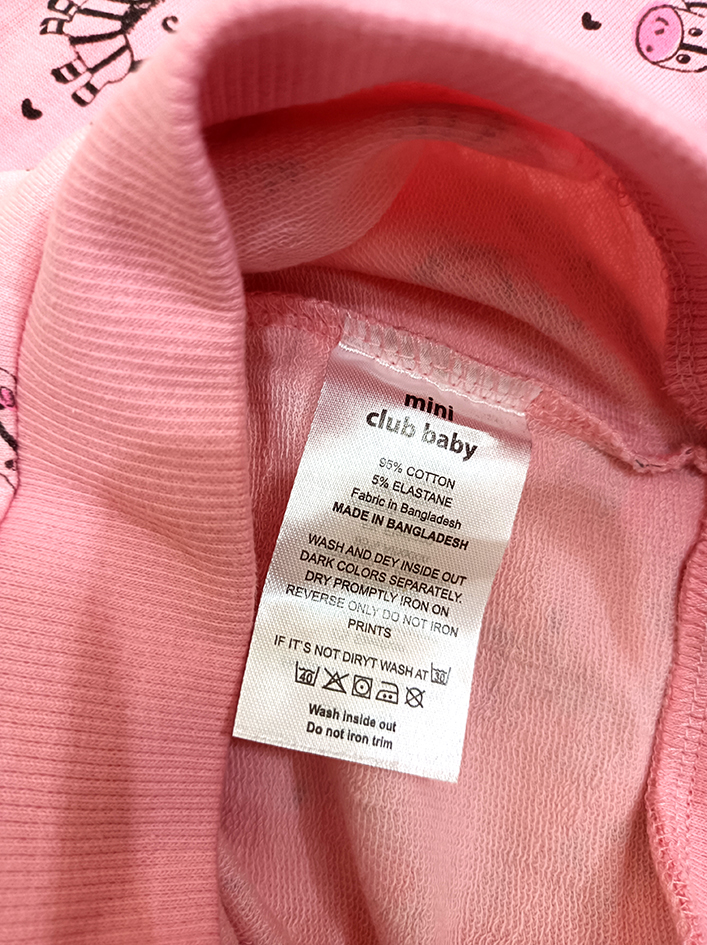 mini
club baby
95% COTTON
5% ELASTANE
Fabric in Bangladesh
MADE IN BANGLADESH
WASH AND DEY INSIDE OUT
DARK COLORS SEPARATELY.
DRY PROMPTLY IRON ON
REVERSE ONLY DO NOT IRON
PRINTS
IF IT`S NOT DIRYT WASH AT 30
40
Wash inside out
Do not iron trim